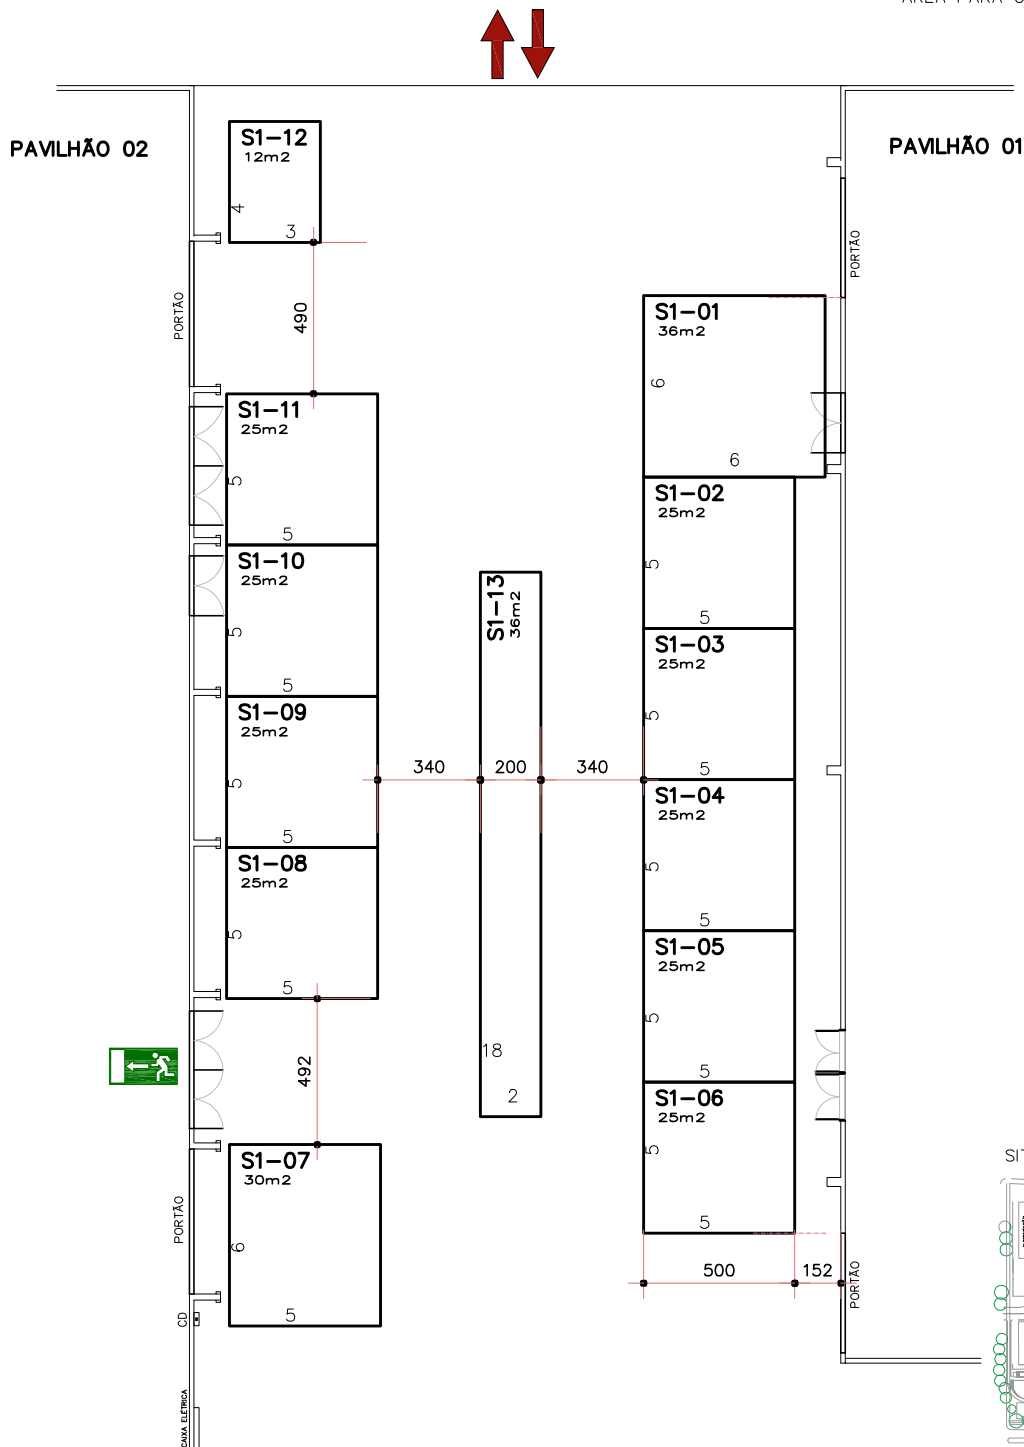 PAVILHÃO 02
PAVILHÃO 01
S1-12
12m2
4
3
PORTÃO
490
PORTÃO
S1-01
36m2
6
6
S1-11
25m2
5
5
S1-02
25m2
5
5
S1-10
25m2
5
5
S1-13
36m2
18
2
S1-03
25m2
5
5
S1-09
25m2
5
5
340
200
340
S1-04
25m2
5
5
S1-08
25m2
5
5
S1-05
25m2
5
5
492
S1-06
25m2
5
5
S1-07
30m2
6
5
PORTÃO
500
152
PORTÃO
CD
CAIXA ELÉTRICA